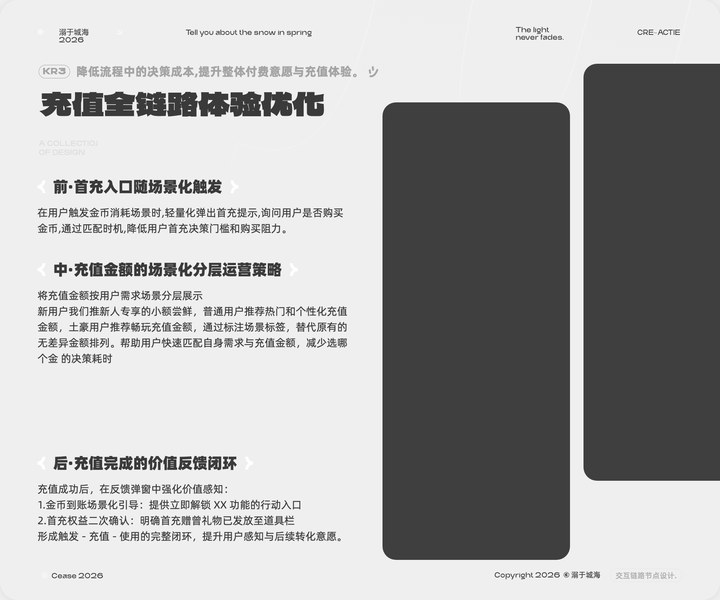 溺于城海
2026
Tell you about the snow in spring
The light
never fades.
CRE-ACTIE
KR3 降低流程中的决策成本,提升整体付费意愿与充值体验。
充值全链路体验优化
A COLLECTIOI
OF DESIGN
前·首充入口随场景化触发
在用户触发金币消耗场景时,轻量化弹出首充提示,询问用户是否购买
金币,通过匹配时机,降低用户首充决策门槛和购买阻力。
中·充值金额的场景化分层运营策略
将充值金额按用户需求场景分层展示
新用户我们推新人专享的小额尝鲜，普通用户推荐热门和个性化充值
金额，土豪用户推荐畅玩充值金额，通过标注场景标签，替代原有的
无差异金额排列。帮助用户快速匹配自身需求与充值金额，减少选哪
个金 的决策耗时
后·充值完成的价值反馈闭环
充值成功后，在反馈弹窗中强化价值感知：
1.金币到账场景化引导：提供立即解锁 XX 功能的行动入口
2.首充权益二次确认：明确首充赠曾礼物已发放至道具栏
形成触发 - 充值 - 使用的完整闭环，提升用户感知与后续转化意愿。
Cease 2026
Copyright 2026 ® 溺于城海
交互链路节点设计.